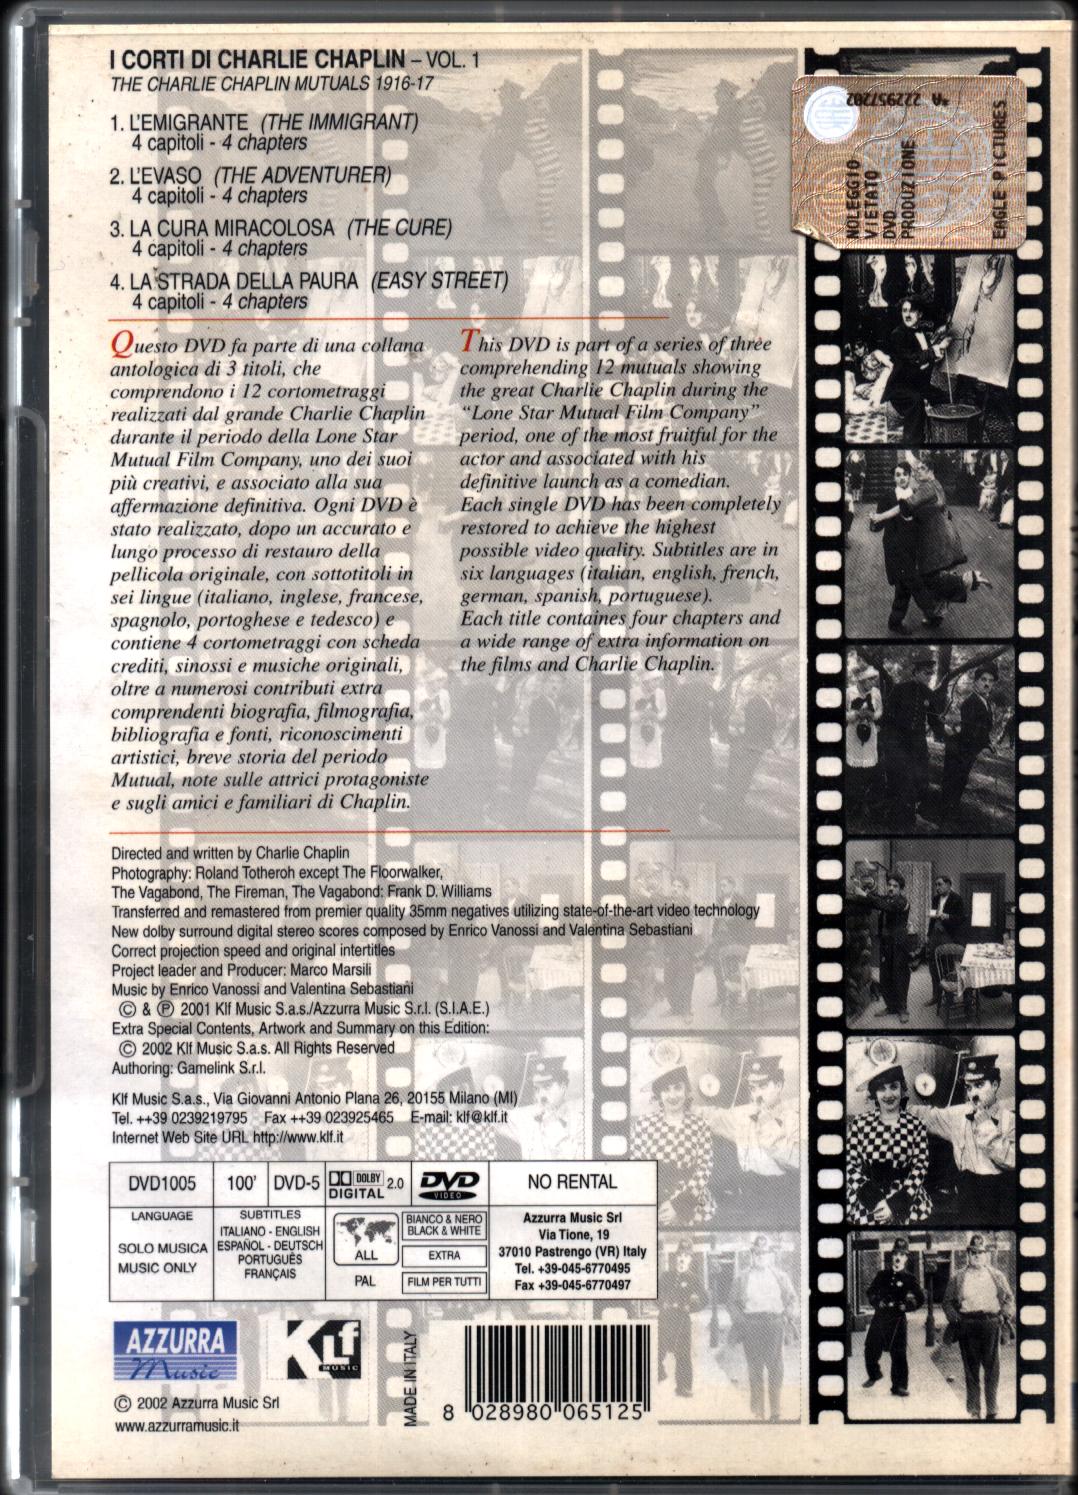 I CORTI DI CHARLIE CHAPLIN – VOL. 1
THE CHARLIE CHAPLIN MUTUALS 1916-17
1. L'EMIGRANTE (THE IMMIGRANT)
4 capitoli - 4 chapters
2. L'EVASO (THE ADVENTURER)
4 capitoli - 4 chapters
3. LA CURA MIRACOLOSA (THE CURE)
4 capitoli - 4 chapters
4. LA STRADA DELLA PAURA (EASY STREET)
4 capitoli - 4 chapters
*A 222957202
NOLEGGIO
VIETATO
DVD
PRODUZIONE
EAGLE PICTURES
Questo DVD fa parte di una collana
antologica di 3 titoli, che
comprendono i 12 cortometraggi
realizzati dal grande Charlie Chaplin
durante il periodo della Lone Star
Mutual Film Company, uno dei suoi
più creativi, e associato alla sua
affermazione definitiva. Ogni DVD è
stato realizzato, dopo un accurato e
lungo processo di restauro della
pellicola originale, con sottotitoli in
sei lingue (italiano, inglese, francese,
spagnolo, portoghese e tedesco) e
contiene 4 cortometraggi con scheda
crediti, sinossi e musiche originali,
oltre a numerosi contributi extra
comprendenti biografia, filmografia,
bibliografia e fonti, riconoscimenti
artistici, breve storia del periodo
Mutual, note sulle attrici protagoniste
e sugli amici e familiari di Chaplin.
This DVD is part of a series of three
comprehending 12 mutuals showing
the great Charlie Chaplin during the
"Lone Star Mutual Film Company"
period, one of the most fruitful for the
actor and associated with his
definitive launch as a comedian.
Each single DVD has been completely
restored to achieve the highest
possible video quality. Subtitles are in
six languages (italian, english, french,
german, spanish, portuguese).
Each title containes four chapters and
a wide range of extra information on
the films and Charlie Chaplin.
Directed and written by Charlie Chaplin
Photography: Roland Totheroh except The Floorwalker,
The Vagabond, The Fireman, The Vagabond: Frank D. Williams
Transferred and remastered from premier quality 35mm negatives utilizing state-of-the-art video technology
New dolby surround digital stereo scores composed by Enrico Vanossi and Valentina Sebastiani
Correct projection speed and original intertitles
Project leader and Producer: Marco Marsili
Music by Enrico Vanossi and Valentina Sebastiani
© & ℗ 2001 Klf Music S.a.s./Azzurra Music S.r.l. (S.I.A.E.)
Extra Special Contents, Artwork and Summary on this Edition:
© 2002 Klf Music S.a.s. All Rights Reserved
Authoring: Gamelink S.r.l.
Klf Music S.a.s., Via Giovanni Antonio Plana 26, 20155 Milano (MI)
Tel. ++39 0239219795 Fax ++39 023925465 E-mail: klf@klf.it
Internet Web Site URL http://www.klf.it
DVD1005 100' DVD-5 DOLBY DIGITAL 2.0 DVD VIDEO NO RENTAL
LANGUAGE
SOLO MUSICA
MUSIC ONLY
SUBTITLES
ITALIANO - ENGLISH
ESPAÑOL - DEUTSCH
PORTUGUÊS
FRANÇAIS
ALL
PAL
BIANCO & NERO
BLACK & WHITE
EXTRA
FILM PER TUTTI
Azzurra Music Srl
Via Tione, 19
37010 Pastrengo (VR) Italy
Tel. +39-045-6770495
Fax +39-045-6770497
AZZURRA
Music
KLf
MUSIC
© 2002 Azzurra Music Srl
www.azzurramusic.it
MADE IN ITALY
8 028980 065125